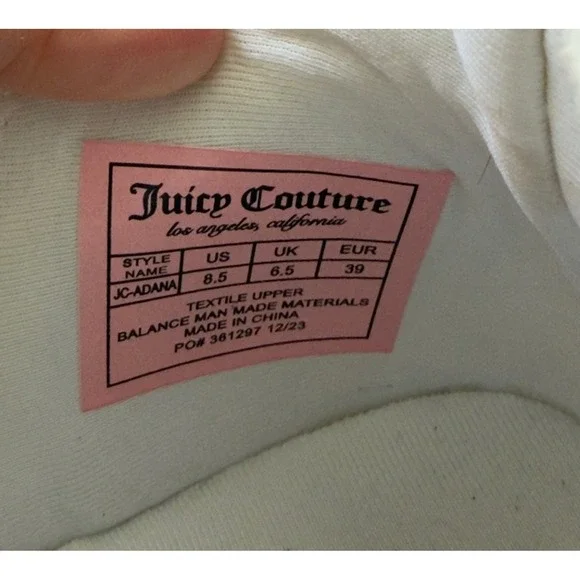 Juicy Couture
los angeles, california
STYLE NAME US UK EUR
JC-ADANA 8.5 6.5 39
TEXTILE UPPER
BALANCE MAN MADE MATERIALS
MADE IN CHINA
PO# 361297 12/23